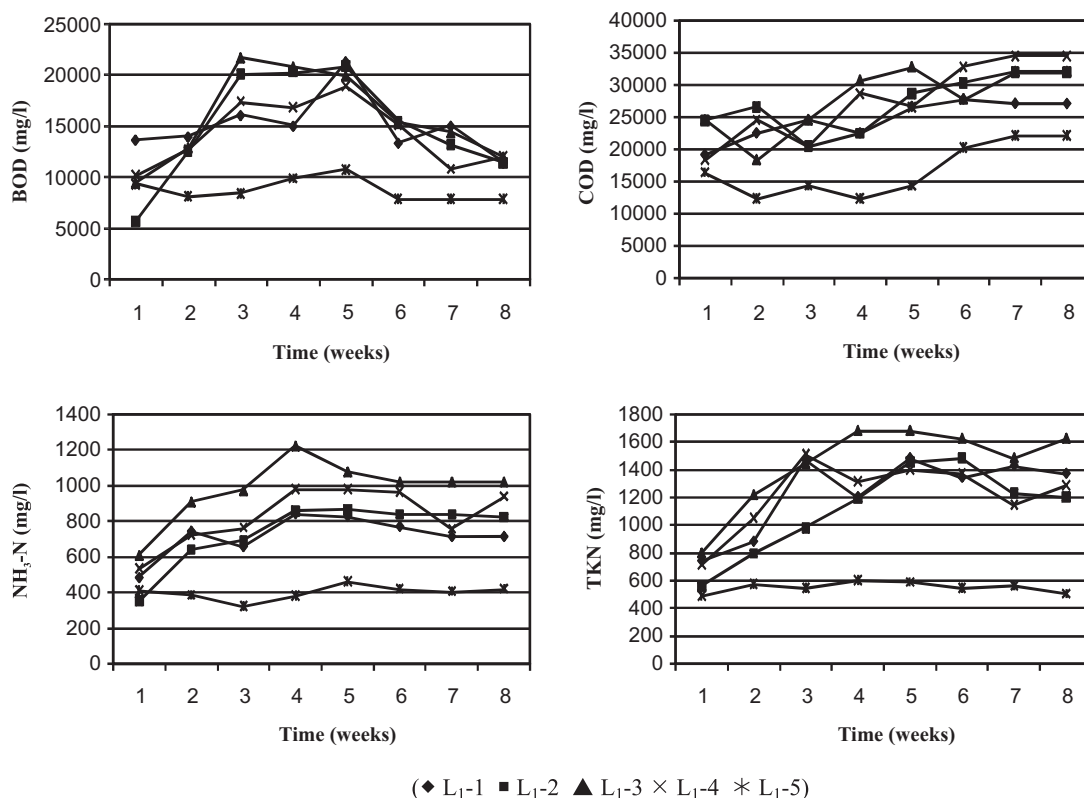 25000
20000
15000
10000
5000
0
BOD (mg/l)
1 2 3 4 5 6 7 8
Time (weeks)
40000
35000
30000
25000
20000
15000
10000
5000
0
COD (mg/l)
1 2 3 4 5 6 7 8
Time (weeks)
1400
1200
1000
800
600
400
200
0
NH₃-N (mg/l)
1 2 3 4 5 6 7 8
Time (weeks)
1800
1600
1400
1200
1000
800
600
400
200
0
TKN (mg/l)
1 2 3 4 5 6 7 8
Time (weeks)
(◆ L₁-1 ■ L₁-2 ▲ L₁-3 × L₁-4 ＊ L₁-5)